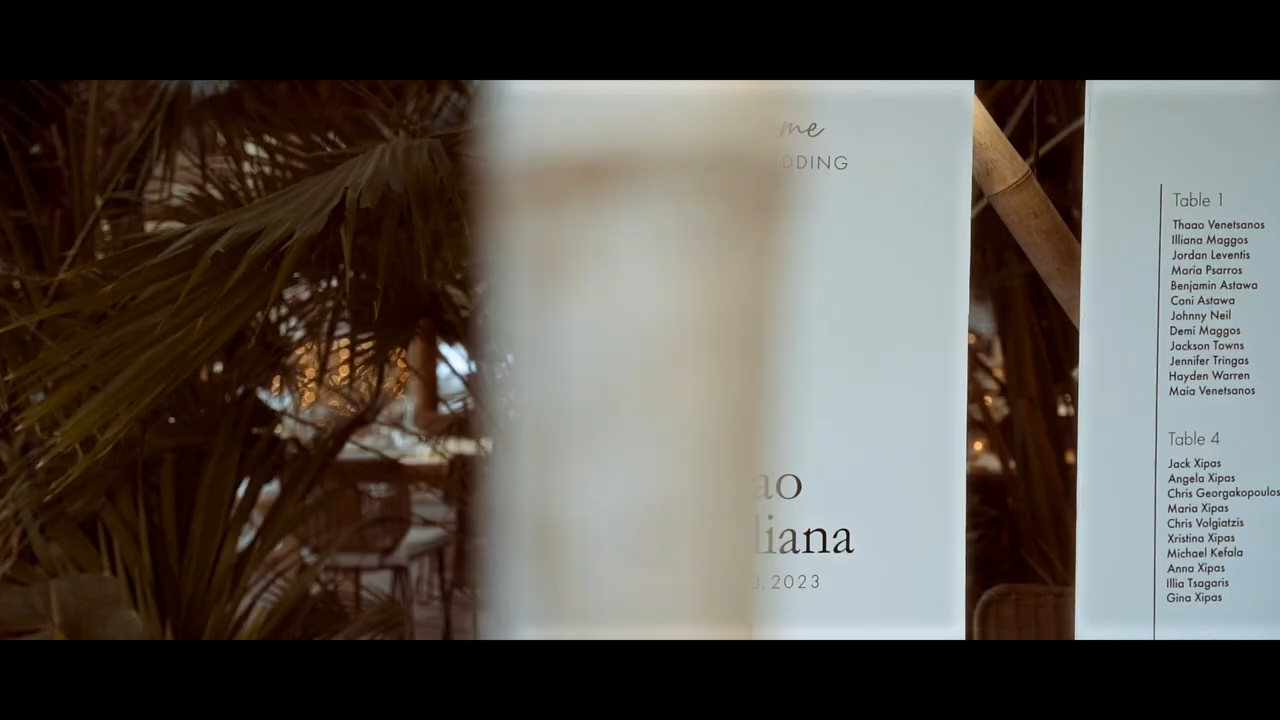 me
DDING
ao
liana
, 2023
Table 1
Thaao Venetsanos
Illiana Maggos
Jordan Leventis
Maria Psarros
Benjamin Astawa
Coni Astawa
Johnny Neil
Demi Maggos
Jackson Towns
Jennifer Tringas
Hayden Warren
Maia Venetsanos
Table 4
Jack Xipas
Angela Xipas
Chris Georgakopoulos
Maria Xipas
Chris Volgiatzis
Xristina Xipas
Michael Kefala
Anna Xipas
Illia Tsagaris
Gina Xipas